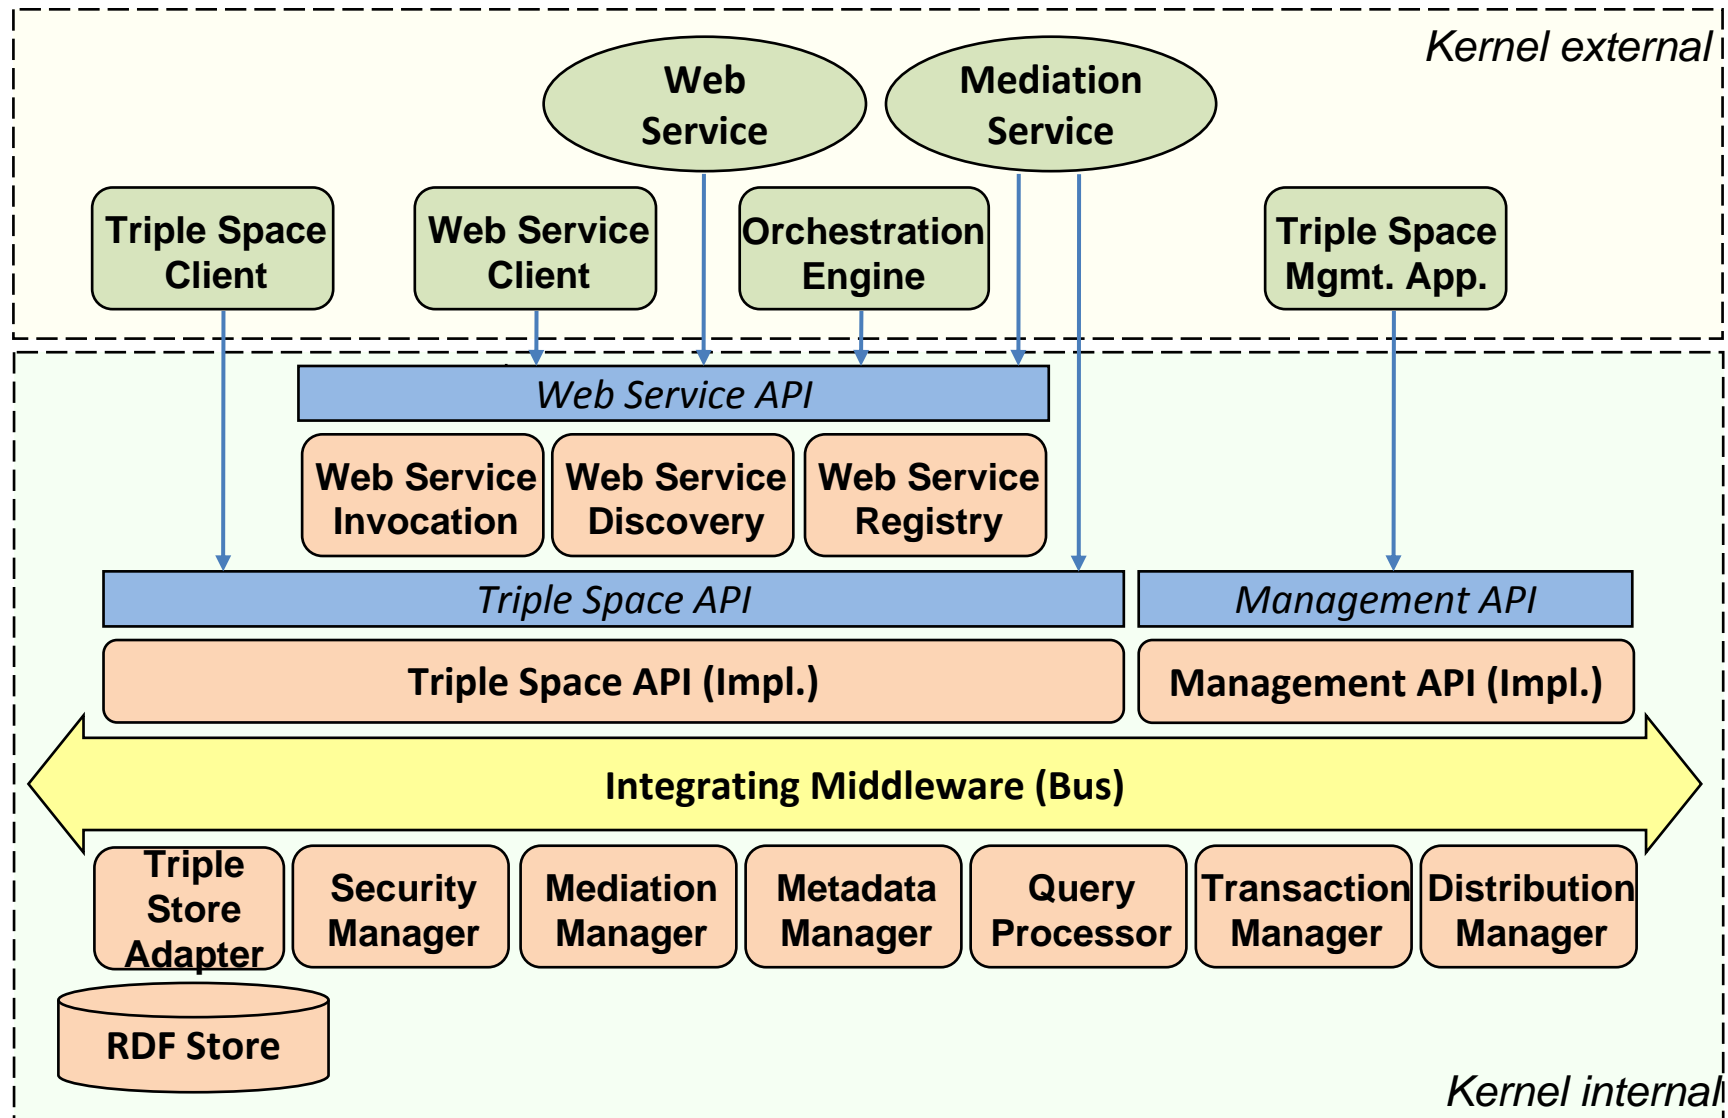 Kernel external
Web
Service
Mediation
Service
Triple Space
Client
Web Service
Client
Orchestration
Engine
Triple Space
Mgmt. App.
Web Service API
Web Service
Invocation
Web Service
Discovery
Web Service
Registry
Triple Space API
Management API
Triple Space API (Impl.)
Management API (Impl.)
Integrating Middleware (Bus)
Triple
Store
Adapter
Security
Manager
Mediation
Manager
Metadata
Manager
Query
Processor
Transaction
Manager
Distribution
Manager
RDF Store
Kernel internal